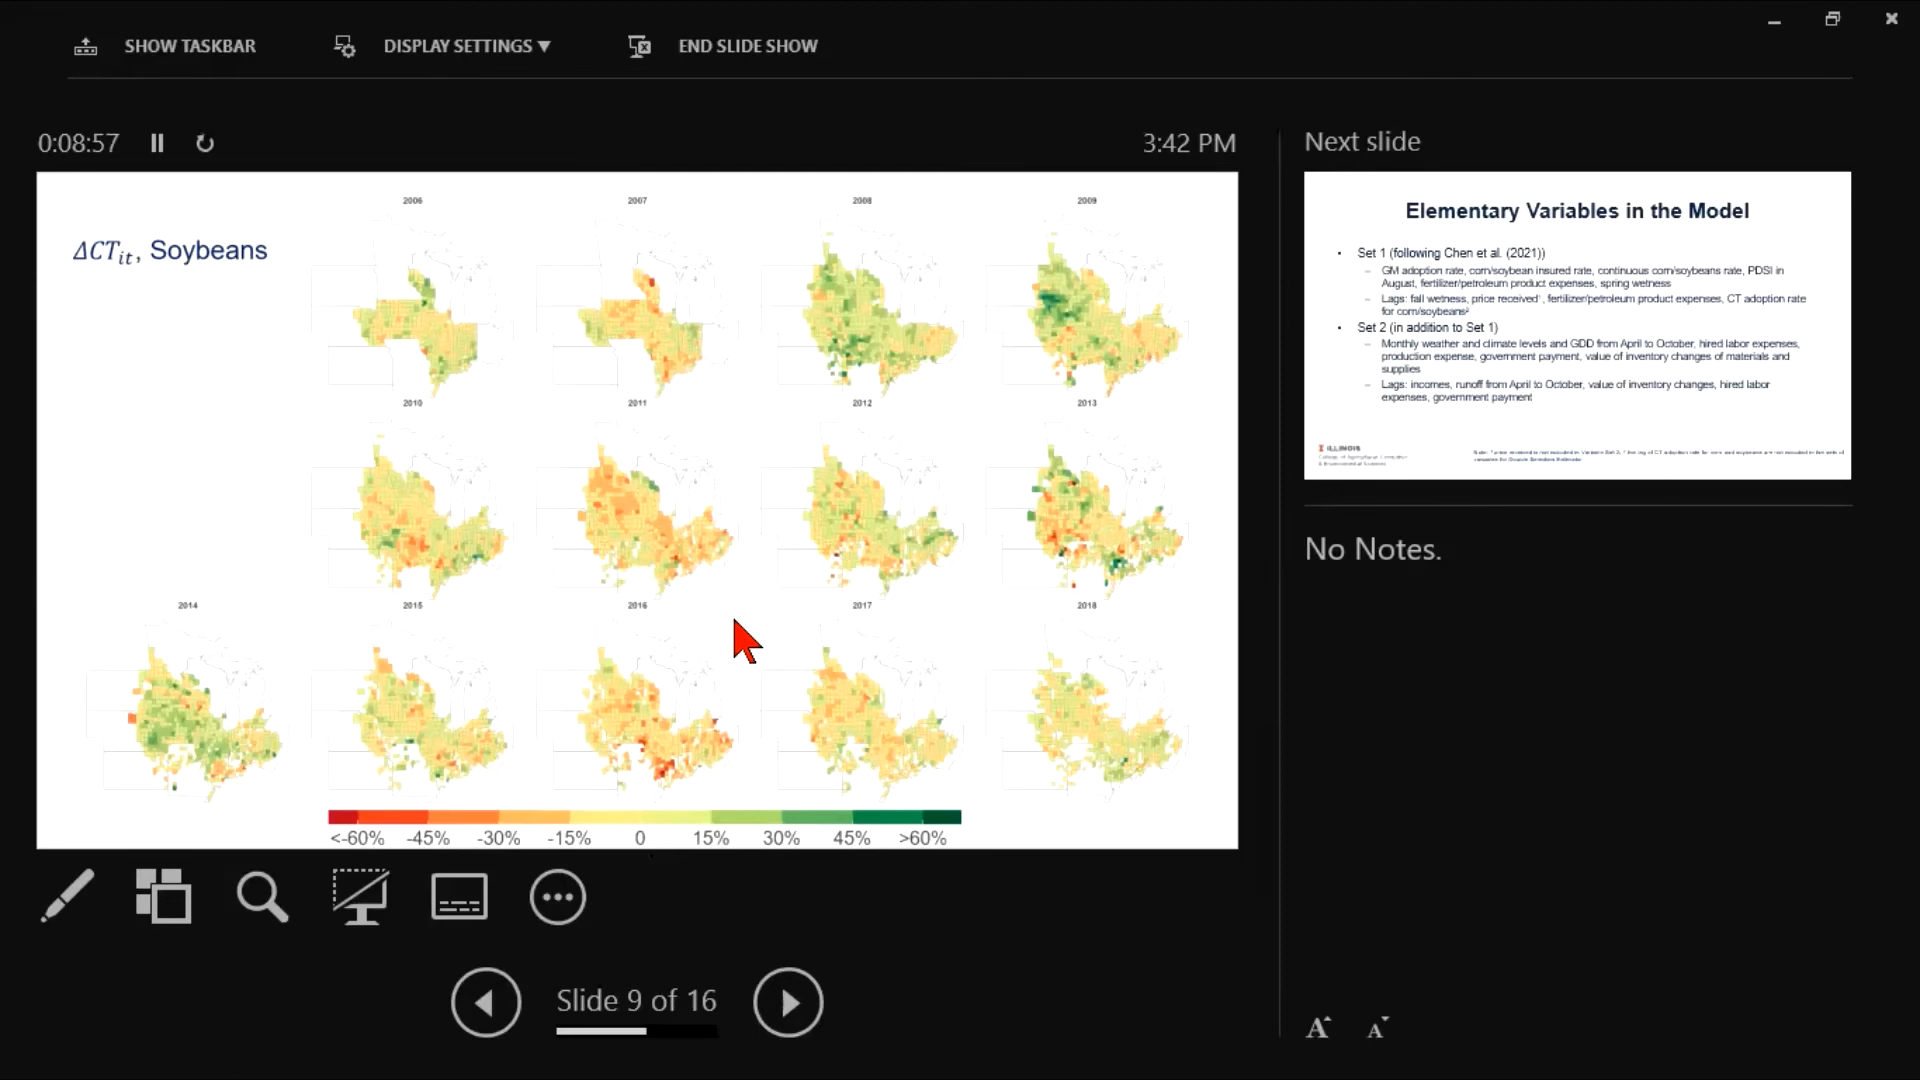 SHOW TASKBAR
DISPLAY SETTINGS ▼
END SLIDE SHOW
0:08:57
3:42 PM
ΔCTit, Soybeans
2006
2007
2008
2009
2010
2011
2012
2013
2014
2015
2016
2017
2018
<-60%
-45%
-30%
-15%
0
15%
30%
45%
>60%
Slide 9 of 16
Next slide
Elementary Variables in the Model
• Set 1 (following Chen et al. (2021))
– GM adoption rate, corn/soybean insured rate, continuous corn/soybeans rate, PDSI in
August, fertilizer/petroleum product expenses, spring wetness
– Lags: fall wetness, price received¹, fertilizer/petroleum product expenses, CT adoption rate
for corn/soybeans²
• Set 2 (in addition to Set 1)
– Monthly weather and climate levels and GDD from April to October, hired labor expenses,
production expense, government payment, value of inventory changes of materials and
supplies
– Lags: incomes, runoff from April to October, value of inventory changes, hired labor
expenses, government payment
ILLINOIS
No Notes.
A
A